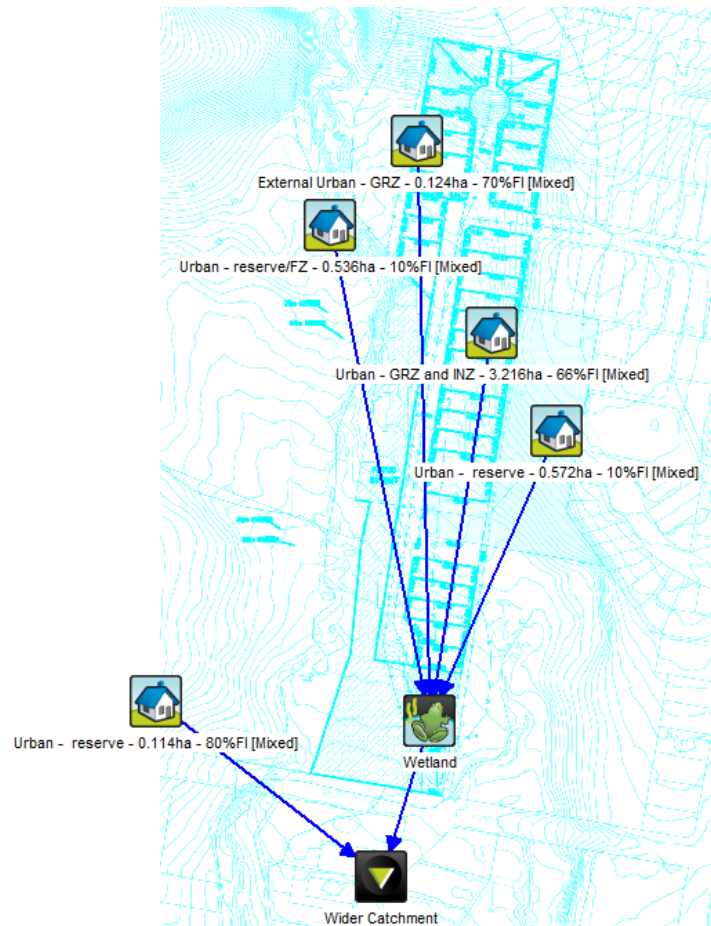 External Urban - GRZ - 0.124ha - 70%FI [Mixed]
Urban - reserve/FZ - 0.536ha - 10%FI [Mixed]
Urban - GRZ and INZ - 3.216ha - 66%FI [Mixed]
Urban -  reserve - 0.572ha - 10%FI [Mixed]
Urban -  reserve - 0.114ha - 80%FI [Mixed]
Wetland
Wider Catchment